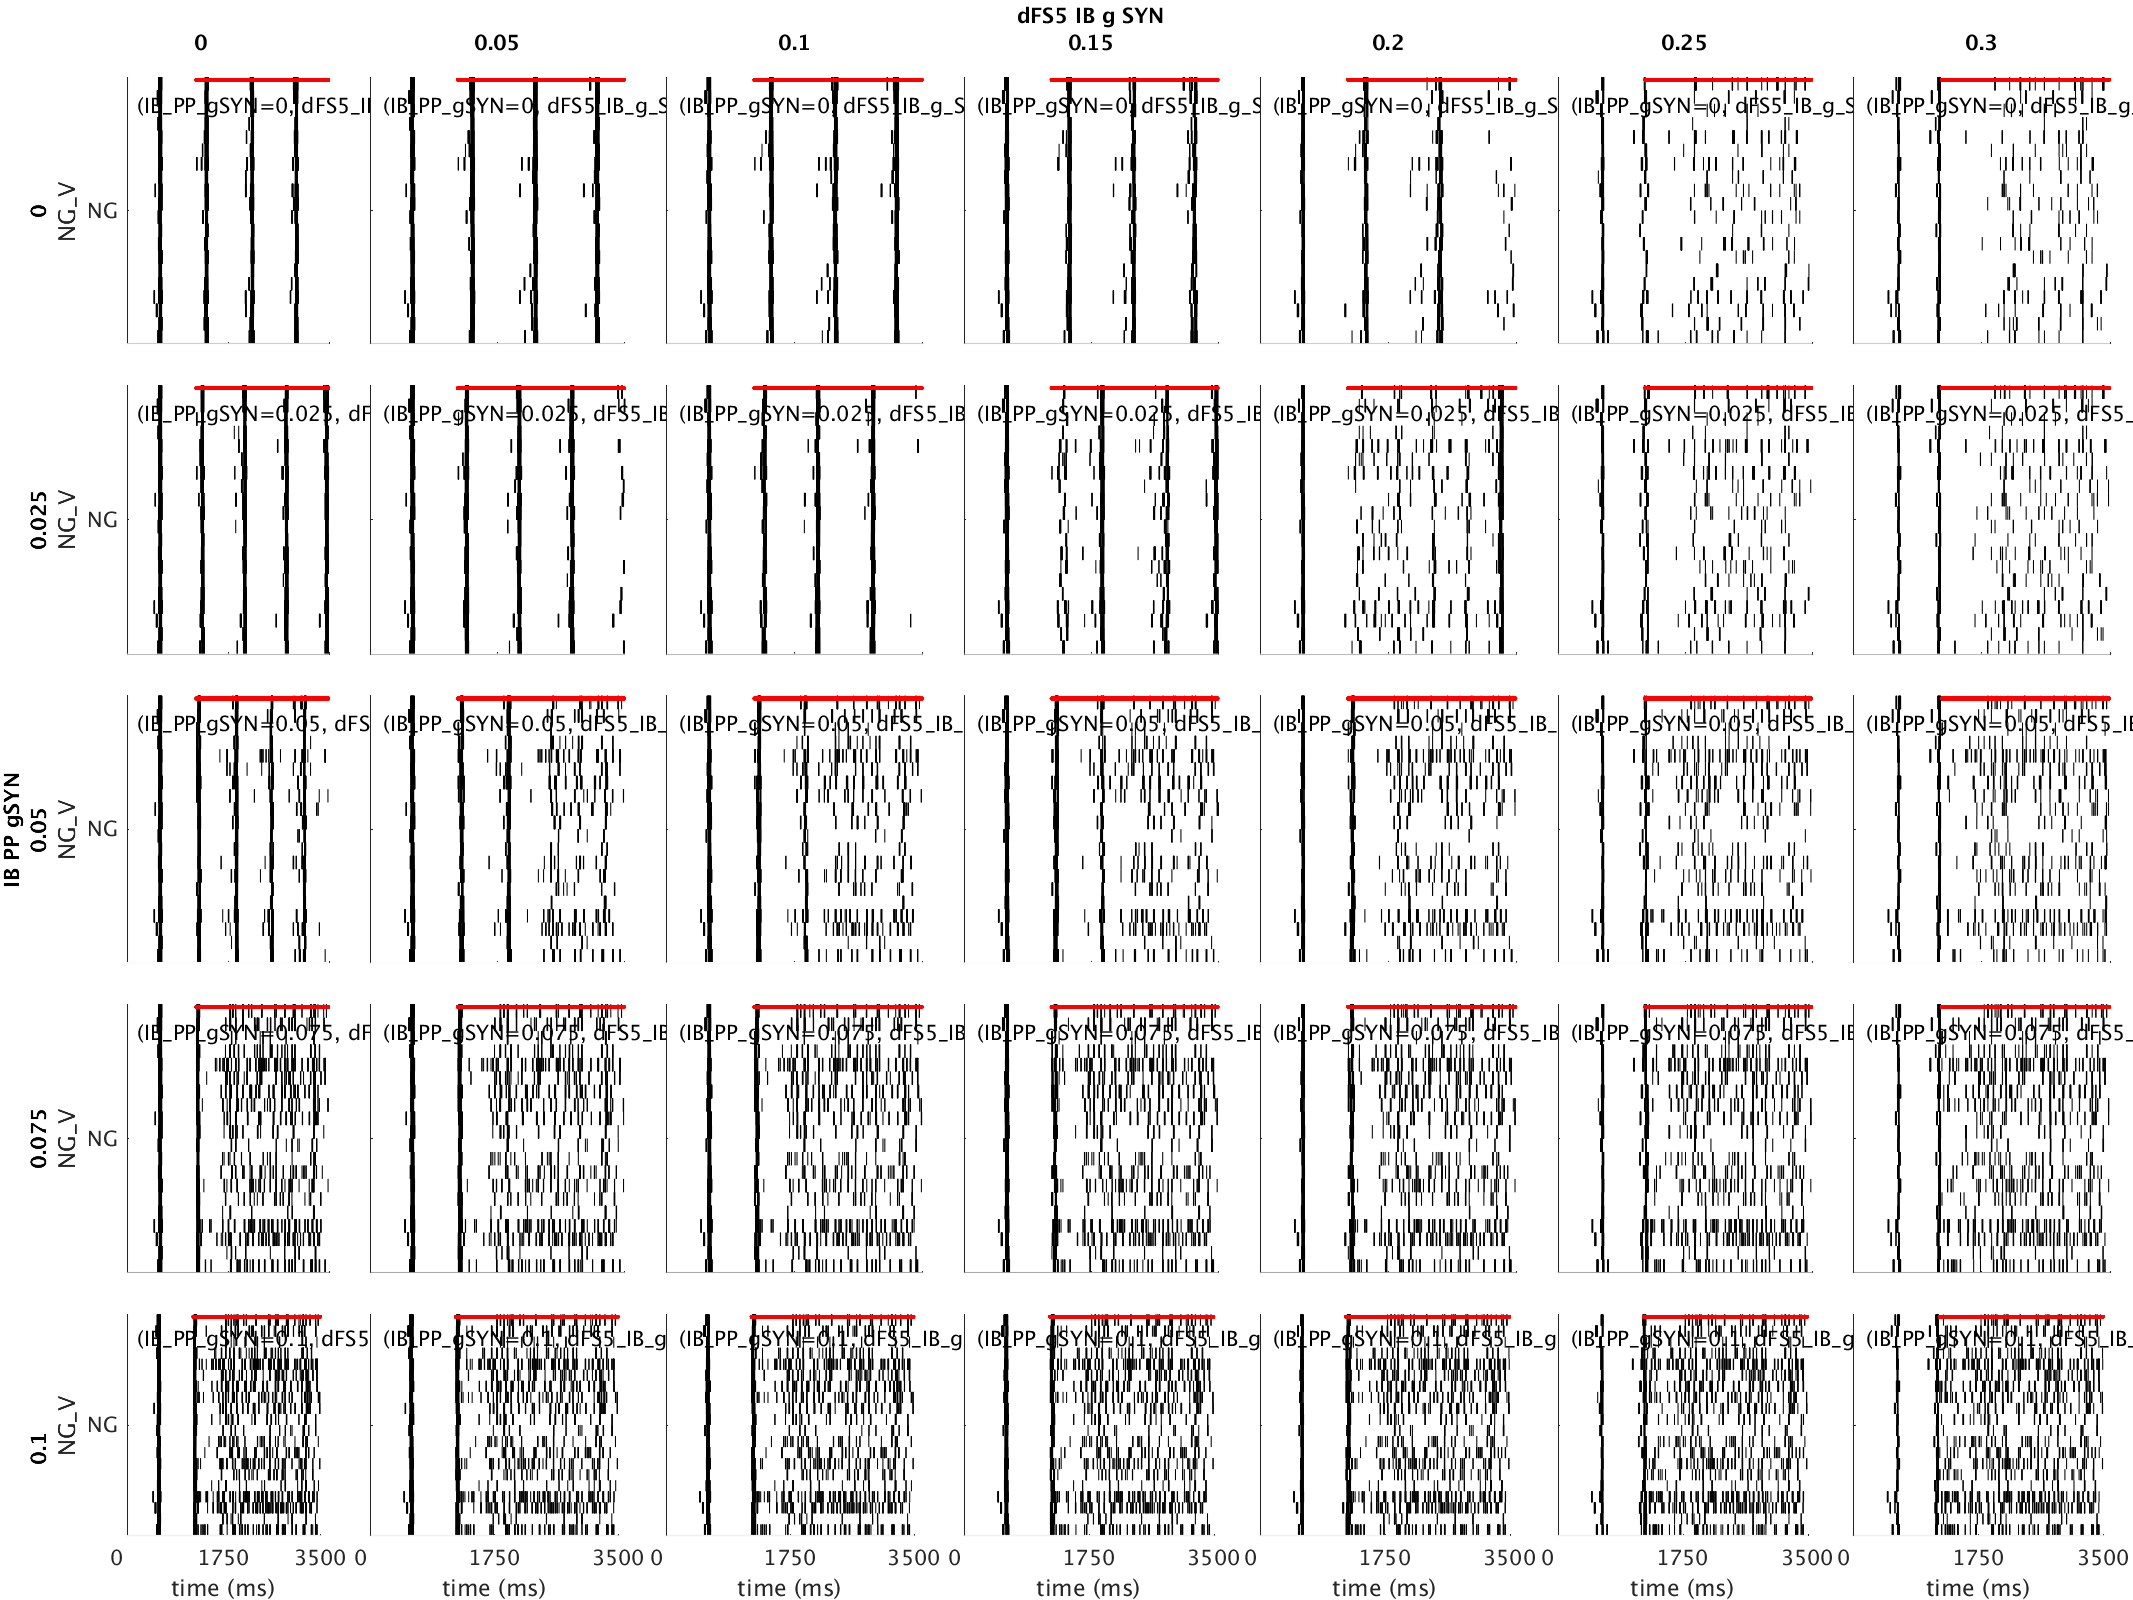 dFS5 IB g SYN
0 0.05 0.1 0.15 0.2 0.25 0.3
(IB_PP_gSYN=0, dFS5_I (IB_PP_gSYN=0, dFS5_IB_g_S (IB_PP_gSYN=0, dFS5_IB_g_S (IB_PP_gSYN=0, dFS5_IB_g_S (IB_PP_gSYN=0, dFS5_IB_g_S (IB_PP_gSYN=0, dFS5_IB_g_S (IB_PP_gSYN=0, dFS5_IB_g_
0
NG_V
NG
(IB_PP_gSYN=0.025, dF (IB_PP_gSYN=0.025, dFS5_IB (IB_PP_gSYN=0.025, dFS5_IB (IB_PP_gSYN=0.025, dFS5_IB (IB_PP_gSYN=0.025, dFS5_IB (IB_PP_gSYN=0.025, dFS5_IB (IB_PP_gSYN=0.025, dFS5_
0.025
NG_V
NG
(IB_PP_gSYN=0.05, dFS (IB_PP_gSYN=0.05, dFS5_IB_ (IB_PP_gSYN=0.05, dFS5_IB_ (IB_PP_gSYN=0.05, dFS5_IB_ (IB_PP_gSYN=0.05, dFS5_IB_ (IB_PP_gSYN=0.05, dFS5_IB_ (IB_PP_gSYN=0.05, dFS5_I
IB PP gSYN
0.05
NG_V
NG
(IB_PP_gSYN=0.075, dF (IB_PP_gSYN=0.075, dFS5_IB (IB_PP_gSYN=0.075, dFS5_IB (IB_PP_gSYN=0.075, dFS5_IB (IB_PP_gSYN=0.075, dFS5_IB (IB_PP_gSYN=0.075, dFS5_IB (IB_PP_gSYN=0.075, dFS5_
0.075
NG_V
NG
(IB_PP_gSYN=0.1, dFS5 (IB_PP_gSYN=0.1, dFS5_IB_g (IB_PP_gSYN=0.1, dFS5_IB_g (IB_PP_gSYN=0.1, dFS5_IB_g (IB_PP_gSYN=0.1, dFS5_IB_g (IB_PP_gSYN=0.1, dFS5_IB_g (IB_PP_gSYN=0.1, dFS5_IB
0.1
NG_V
NG
0 1750 3500 0 1750 3500 0 1750 3500 0 1750 3500 0 1750 3500 0 1750 3500 0 1750 3500
time (ms) time (ms) time (ms) time (ms) time (ms) time (ms) time (ms)